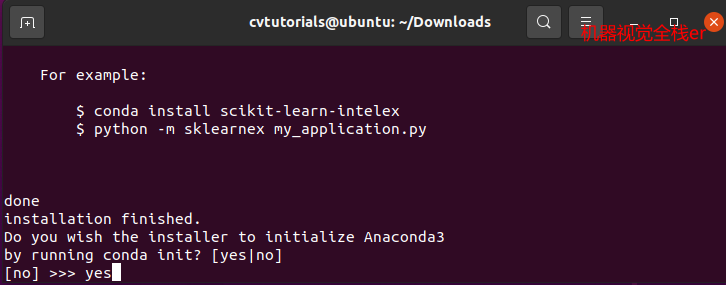 cvtutorials@ubuntu: ~/Downloads
机器视觉全栈er
For example:
$ conda install scikit-learn-intelex
$ python -m sklearnex my_application.py
done
installation finished.
Do you wish the installer to initialize Anaconda3
by running conda init? [yes|no]
[no] >>> yes